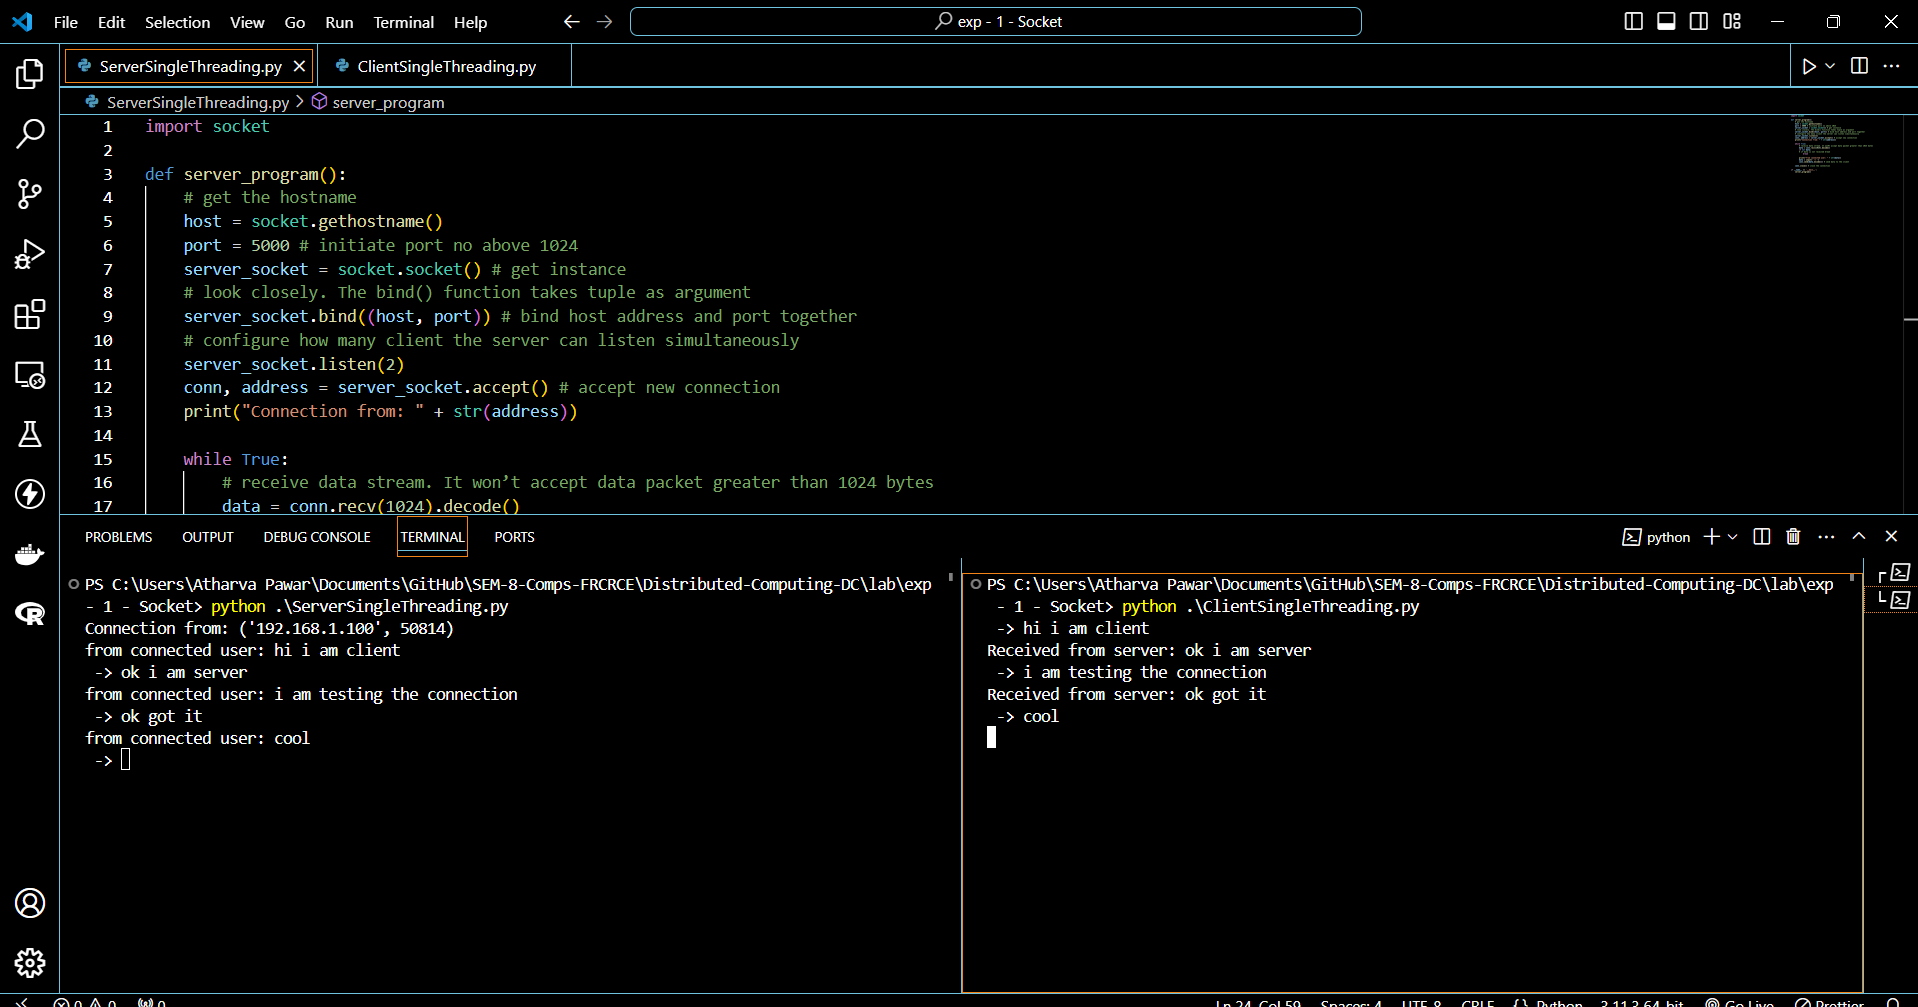 File Edit Selection View Go Run Terminal Help exp - 1 - Socket
ServerSingleThreading.py ClientSingleThreading.py
ServerSingleThreading.py > server_program
1 import socket
2
3 def server_program():
4 # get the hostname
5 host = socket.gethostname()
6 port = 5000 # initiate port no above 1024
7 server_socket = socket.socket() # get instance
8 # look closely. The bind() function takes tuple as argument
9 server_socket.bind((host, port)) # bind host address and port together
10 # configure how many client the server can listen simultaneously
11 server_socket.listen(2)
12 conn, address = server_socket.accept() # accept new connection
13 print("Connection from: " + str(address))
14
15 while True:
16 # receive data stream. It won’t accept data packet greater than 1024 bytes
17 data = conn.recv(1024).decode()
PROBLEMS OUTPUT DEBUG CONSOLE TERMINAL PORTS python
PS C:\Users\Atharva Pawar\Documents\GitHub\SEM-8-Comps-FRCRCE\Distributed-Computing-DC\lab\exp
- 1 - Socket> python .\ServerSingleThreading.py
Connection from: ('192.168.1.100', 50814)
from connected user: hi i am client
-> ok i am server
from connected user: i am testing the connection
-> ok got it
from connected user: cool
->
PS C:\Users\Atharva Pawar\Documents\GitHub\SEM-8-Comps-FRCRCE\Distributed-Computing-DC\lab\exp
- 1 - Socket> python .\ClientSingleThreading.py
-> hi i am client
Received from server: ok i am server
-> i am testing the connection
Received from server: ok got it
-> cool
0 0 0 Ln 24, Col 59 Spaces: 4 UTF-8 CRLF {} Python 3.11.3 64-bit Go Live Prettier